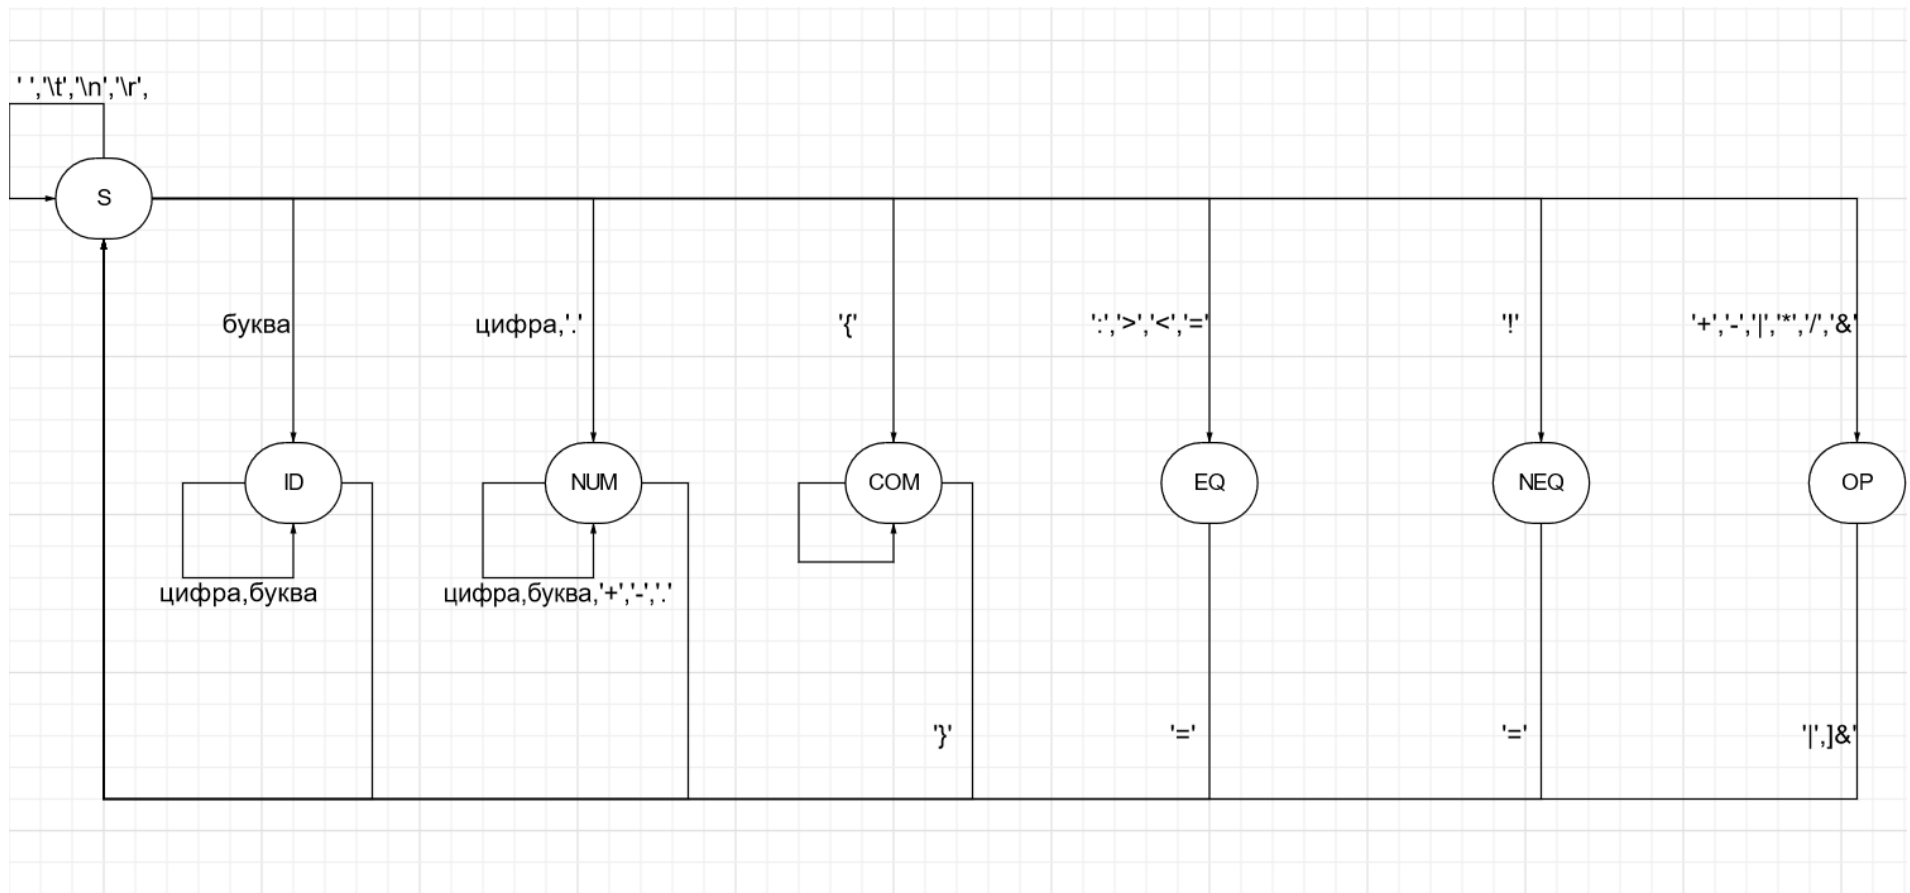 ' ','\t','\n','\r',
S
буква
цифра,'.'
'{'
':','>','<','='
'!'
'+','-','|','*','/','&'
ID
NUM
COM
EQ
NEQ
OP
цифра,буква
цифра,буква,'+','-','.'
'}'
'='
'='
'|',]&'